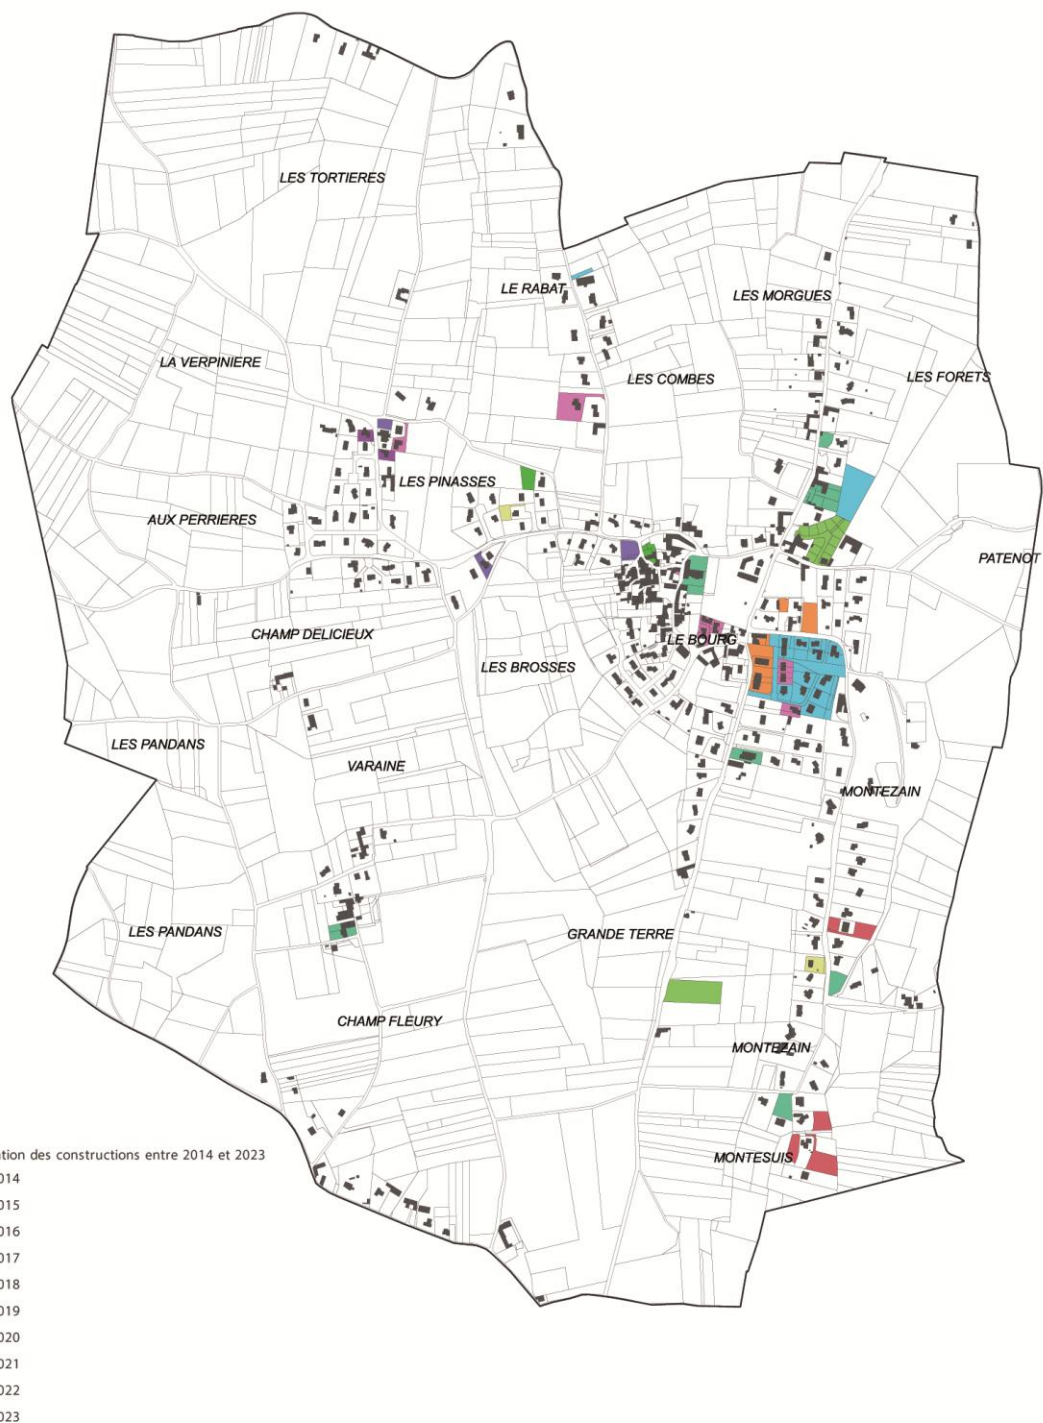 LES TORTIERES
LE RABAT
LES MORGUES
LA VERPINIERE
LES COMBES
LES FORETS
LES PINASSES
AUX PERRIERES
PATENOT
CHAMP DELICIEUX
LE BOURG
LES BROSSES
LES PANDANS
VARAINE
MONTEZAIN
LES PANDANS
GRANDE TERRE
CHAMP FLEURY
MONTEZAIN
MONTESUIS
ation des constructions entre 2014 et 2023
014
015
016
017
018
019
020
021
022
023